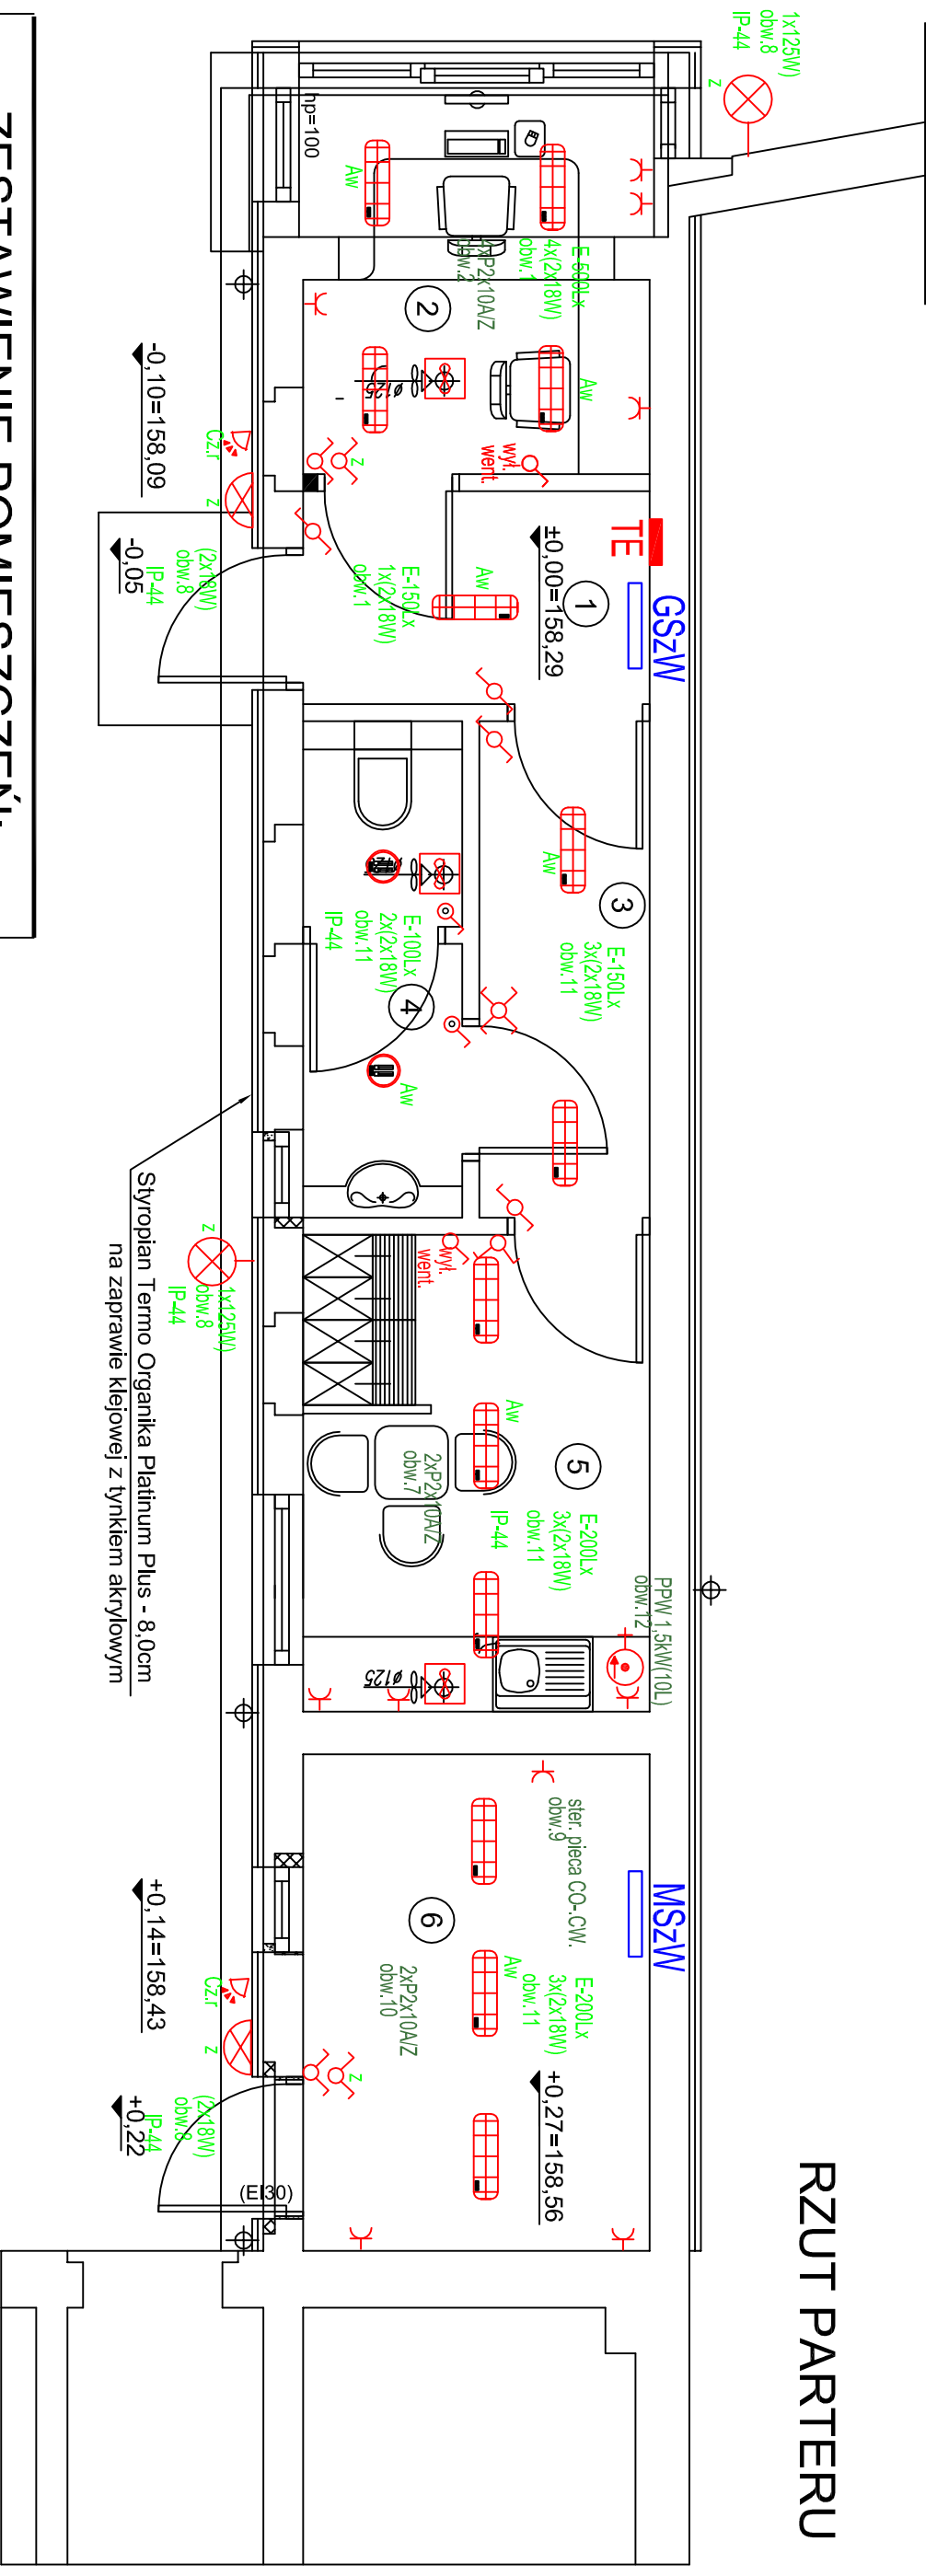 RZUT PARTERU
1x125W)
obw.8
IP-44
z
hp=100
Aw
E-500Lx
4x(2x18W)
obw.1
4xP2x10A/Z
obw.2
2
Aw
ø125
wył.
went.
z
Cz.r
z
-0,10=158,09
TE
GSzW
±0,00=158,29
1
Aw
E-150Lx
1x(2x18W)
obw.1
(2x18W)
obw.8
IP-44
-0,05
Aw
3
E-150Lx
3x(2x18W)
obw.11
E-100Lx
2x(2x18W)
obw.11
IP-44
4
Aw
Styropian Termo Organika Platinum Plus - 8,0cm
na zaprawie klejowej z tynkiem akrylowym
z
1x125W)
obw.8
IP-44
wył.
went.
Aw
5
2xP2x10A/Z
obw.7
E-200Lx
3x(2x18W)
obw.11
IP-44
PPW 1,5kW(10L)
obw.12
ø125
ster. pieca CO-.CW.
obw.9
MSzW
6
Aw
E-200Lx
3x(2x18W)
obw.11
2xP2x10A/Z
obw.10
+0,27=158,56
z
Cz.r
z
+0,14=158,43
(2x18W)
obw.8
IP-44
+0,22
(EI30)
ZESTAWIENIE POMIESZCZEŃ: